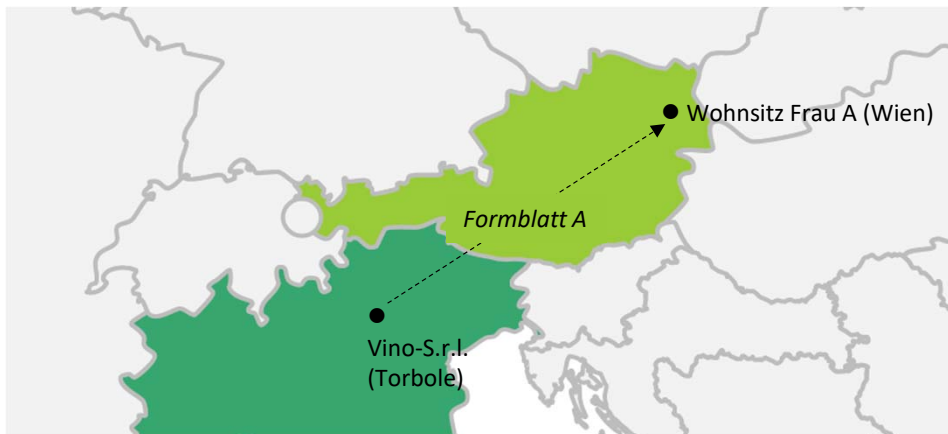 Wohnsitz Frau A (Wien)
Formblatt A
Vino-S.r.l.
(Torbole)